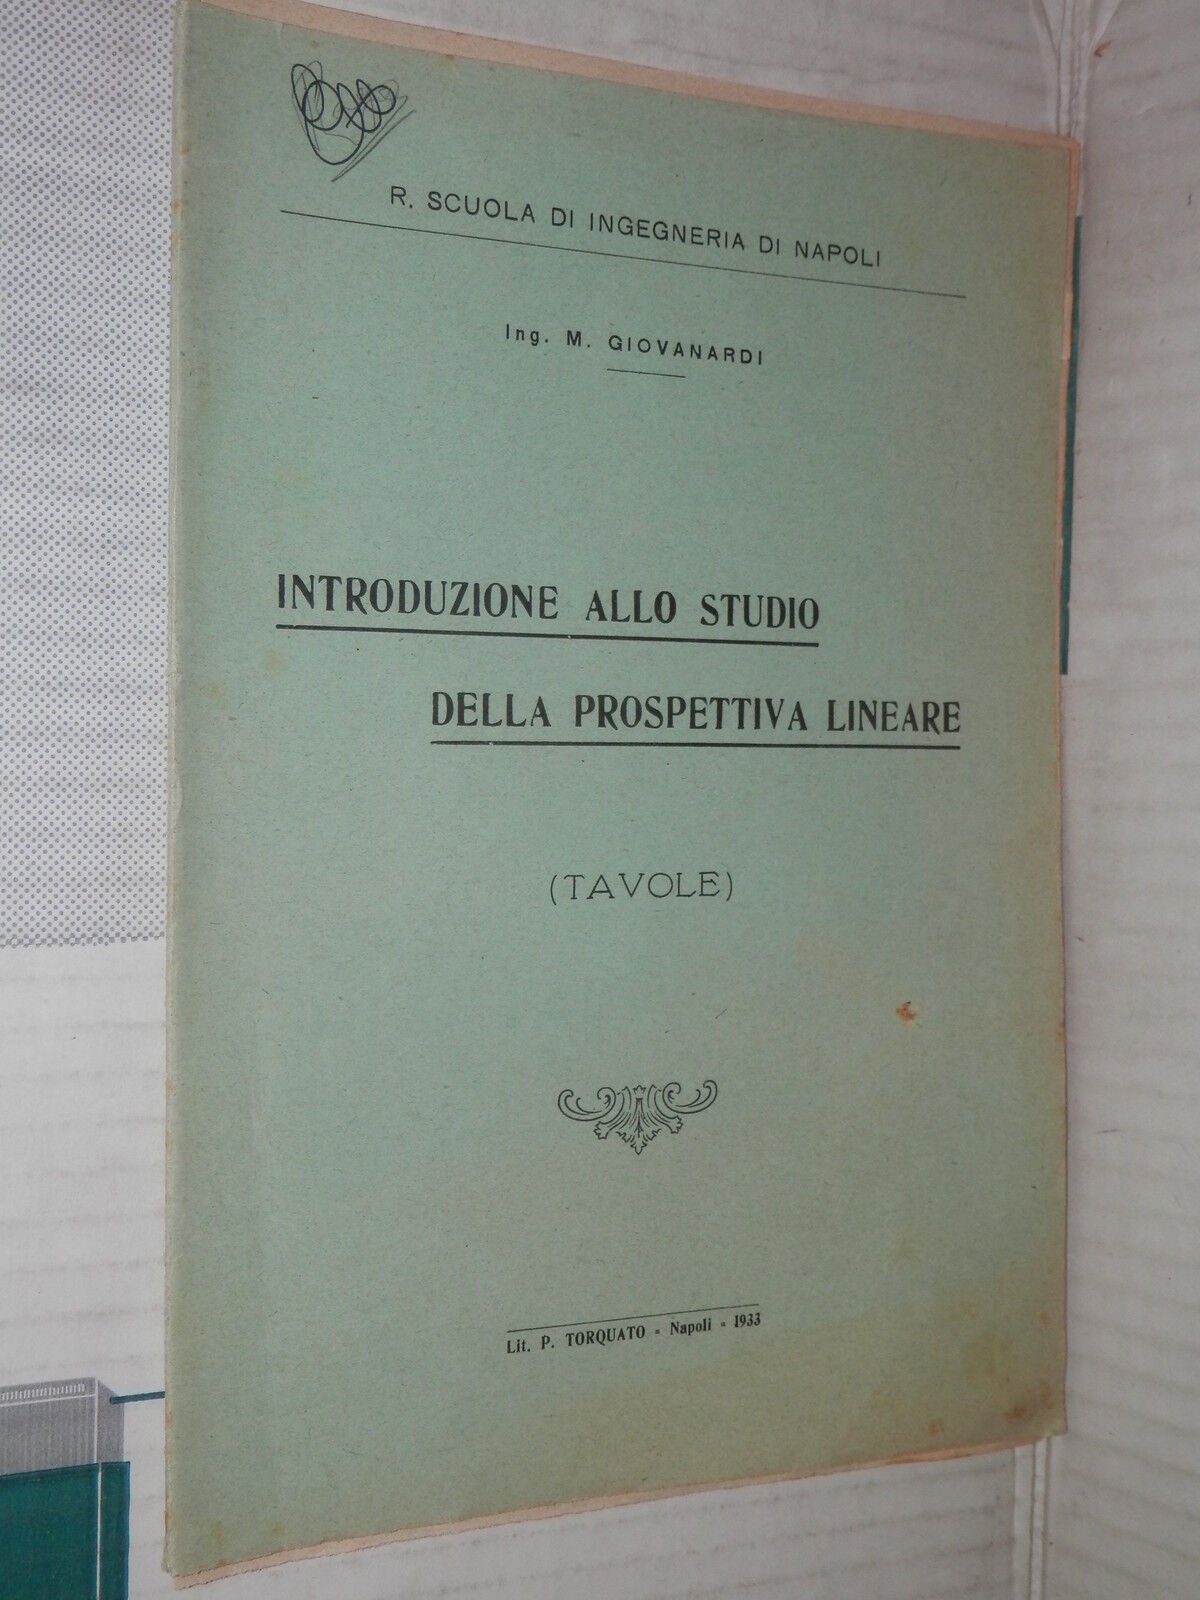 R. SCUOLA DI INGEGNERIA DI NAPOLI
Ing. M. GIOVANARDI
INTRODUZIONE ALLO STUDIO
DELLA PROSPETTIVA LINEARE
(TAVOLE)
Lit. P. TORQUATO - Napoli - 1933